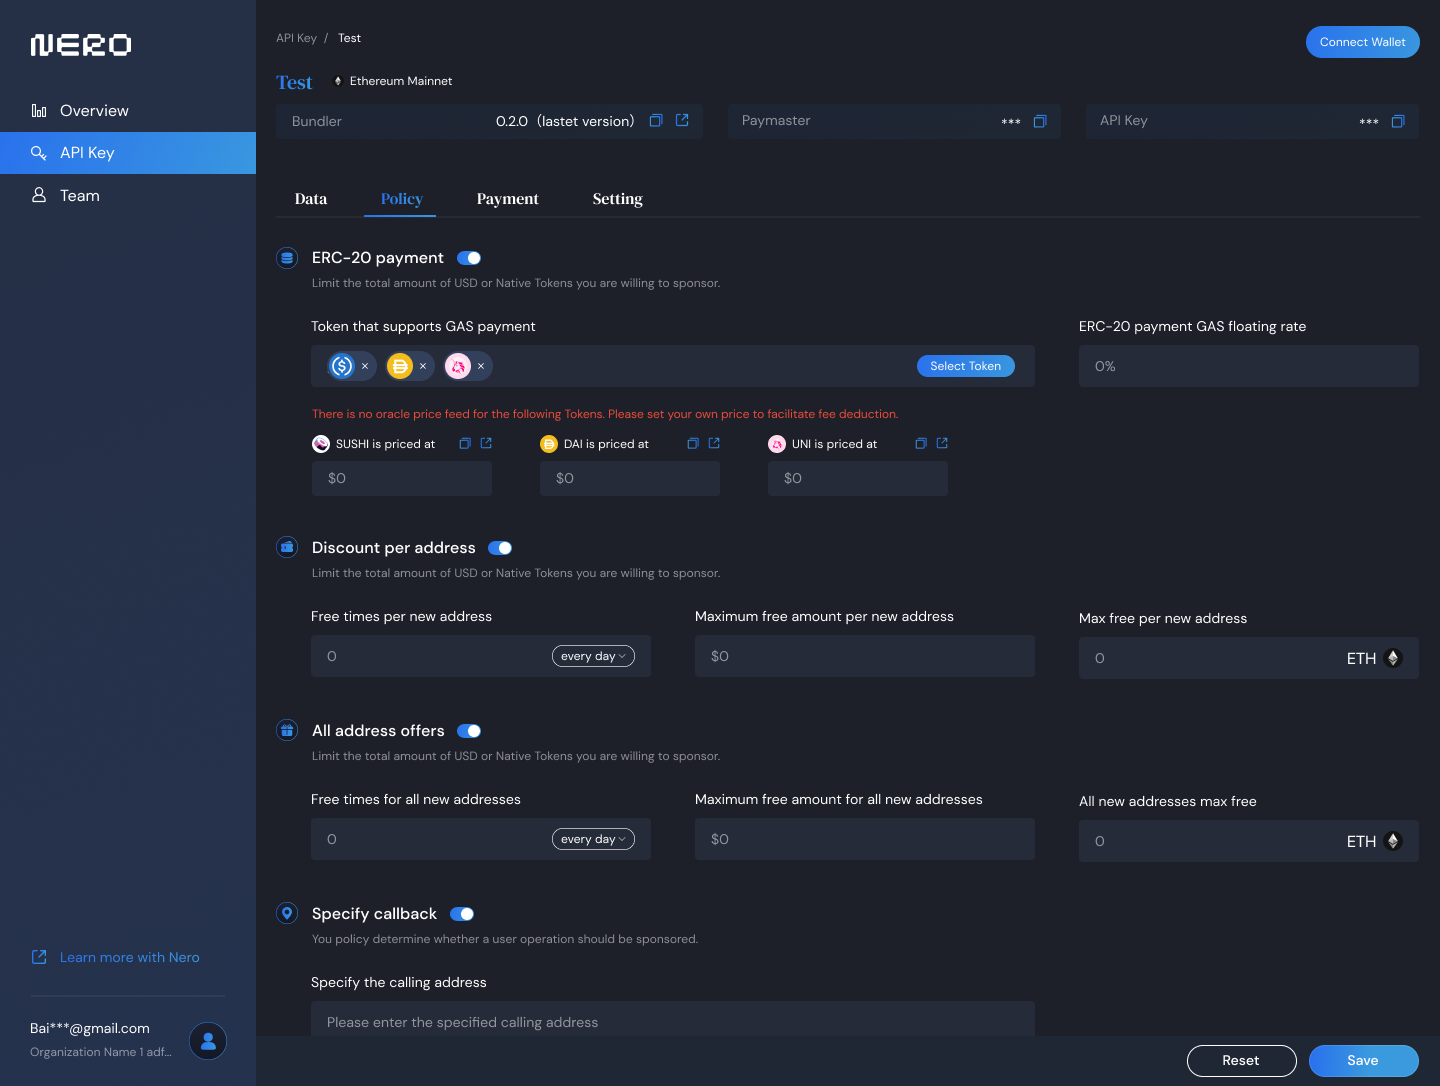 NERO
Overview
API Key
Team
Learn more with Nero
Bai***@gmail.com
Organization Name 1 adf...
API Key / Test
Connect Wallet
Test Ethereum Mainnet
Bundler 0.2.0 (lastet version)
Paymaster ***
API Key ***
Data Policy Payment Setting
ERC-20 payment
Limit the total amount of USD or Native Tokens you are willing to sponsor.
Token that supports GAS payment
× × × Select Token
ERC-20 payment GAS floating rate
0%
There is no oracle price feed for the following Tokens. Please set your own price to facilitate fee deduction.
SUSHI is priced at
$0
DAI is priced at
$0
UNI is priced at
$0
Discount per address
Limit the total amount of USD or Native Tokens you are willing to sponsor.
Free times per new address
0 every day
Maximum free amount per new address
$0
Max free per new address
0 ETH
All address offers
Limit the total amount of USD or Native Tokens you are willing to sponsor.
Free times for all new addresses
0 every day
Maximum free amount for all new addresses
$0
All new addresses max free
0 ETH
Specify callback
You policy determine whether a user operation should be sponsored.
Specify the calling address
Please enter the specified calling address
Reset Save